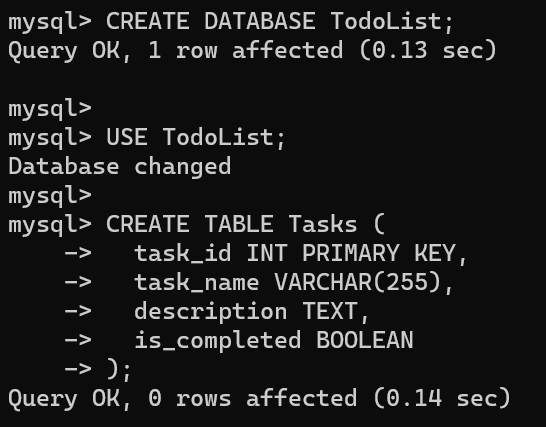 mysql> CREATE DATABASE TodoList;
Query OK, 1 row affected (0.13 sec)
mysql>
mysql> USE TodoList;
Database changed
mysql>
mysql> CREATE TABLE Tasks (
    ->   task_id INT PRIMARY KEY,
    ->   task_name VARCHAR(255),
    ->   description TEXT,
    ->   is_completed BOOLEAN
    -> );
Query OK, 0 rows affected (0.14 sec)